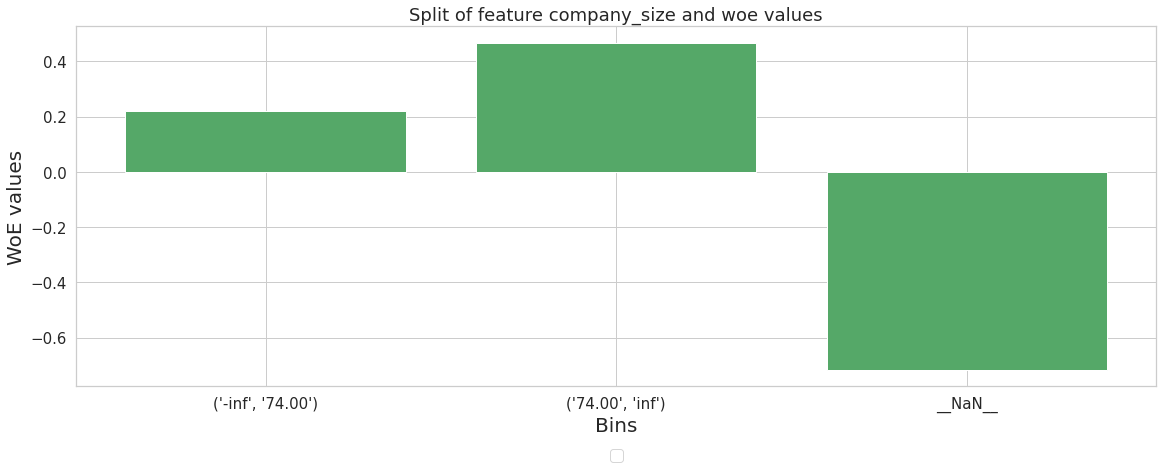 Split of feature company_size and woe values
WoE values
0.4
0.2
0.0
−0.2
−0.4
−0.6
('-inf', '74.00')
('74.00', 'inf')
__NaN__
Bins